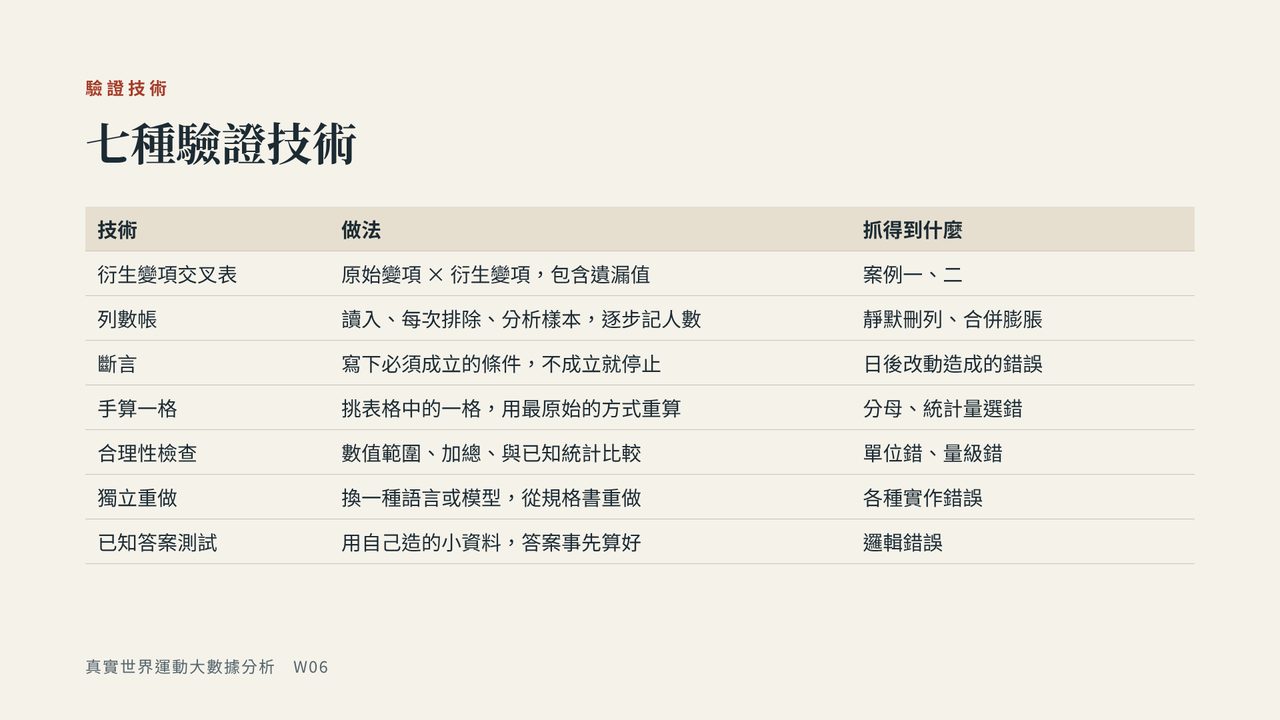 驗證技術
七種驗證技術
技術 做法 抓得到什麼
衍生變項交叉表 原始變項 × 衍生變項，包含遺漏值 案例一、二
列數帳 讀入、每次排除、分析樣本，逐步記人數 靜默刪列、合併膨脹
斷言 寫下必須成立的條件，不成立就停止 日後改動造成的錯誤
手算一格 挑表格中的一格，用最原始的方式重算 分母、統計量選錯
合理性檢查 數值範圍、加總、與已知統計比較 單位錯、量級錯
獨立重做 換一種語言或模型，從規格書重做 各種實作錯誤
已知答案測試 用自己造的小資料，答案事先算好 邏輯錯誤
真實世界運動大數據分析 W06